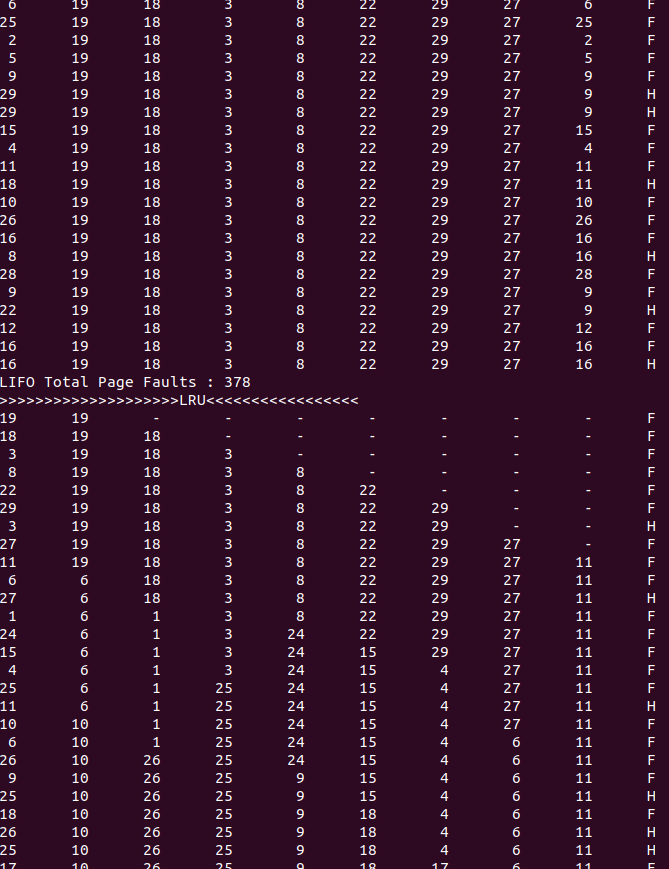 6 19 18 3 8 22 29 27 6 F
25 19 18 3 8 22 29 27 25 F
2 19 18 3 8 22 29 27 2 F
5 19 18 3 8 22 29 27 5 F
9 19 18 3 8 22 29 27 9 F
29 19 18 3 8 22 29 27 9 H
29 19 18 3 8 22 29 27 9 H
15 19 18 3 8 22 29 27 15 F
4 19 18 3 8 22 29 27 4 F
11 19 18 3 8 22 29 27 11 F
18 19 18 3 8 22 29 27 11 H
10 19 18 3 8 22 29 27 10 F
26 19 18 3 8 22 29 27 26 F
16 19 18 3 8 22 29 27 16 F
8 19 18 3 8 22 29 27 16 H
28 19 18 3 8 22 29 27 28 F
9 19 18 3 8 22 29 27 9 F
22 19 18 3 8 22 29 27 9 H
12 19 18 3 8 22 29 27 12 F
16 19 18 3 8 22 29 27 16 F
16 19 18 3 8 22 29 27 16 H
LIFO Total Page Faults : 378
>>>>>>>>>>>>>>>>>>>>LRU<<<<<<<<<<<<<<<<<
19 19 - - - - - - - F
18 19 18 - - - - - - F
3 19 18 3 - - - - - F
8 19 18 3 8 - - - - F
22 19 18 3 8 22 - - - F
29 19 18 3 8 22 29 - - F
3 19 18 3 8 22 29 - - H
27 19 18 3 8 22 29 27 - F
11 19 18 3 8 22 29 27 11 F
6 6 18 3 8 22 29 27 11 F
27 6 18 3 8 22 29 27 11 H
1 6 1 3 8 22 29 27 11 F
24 6 1 3 24 22 29 27 11 F
15 6 1 3 24 15 29 27 11 F
4 6 1 3 24 15 4 27 11 F
25 6 1 25 24 15 4 27 11 F
11 6 1 25 24 15 4 27 11 H
10 10 1 25 24 15 4 27 11 F
6 10 1 25 24 15 4 6 11 F
26 10 26 25 24 15 4 6 11 F
9 10 26 25 9 15 4 6 11 F
25 10 26 25 9 15 4 6 11 H
18 10 26 25 9 18 4 6 11 F
26 10 26 25 9 18 4 6 11 H
25 10 26 25 9 18 4 6 11 H
17 10 26 25 9 18 17 6 11 F